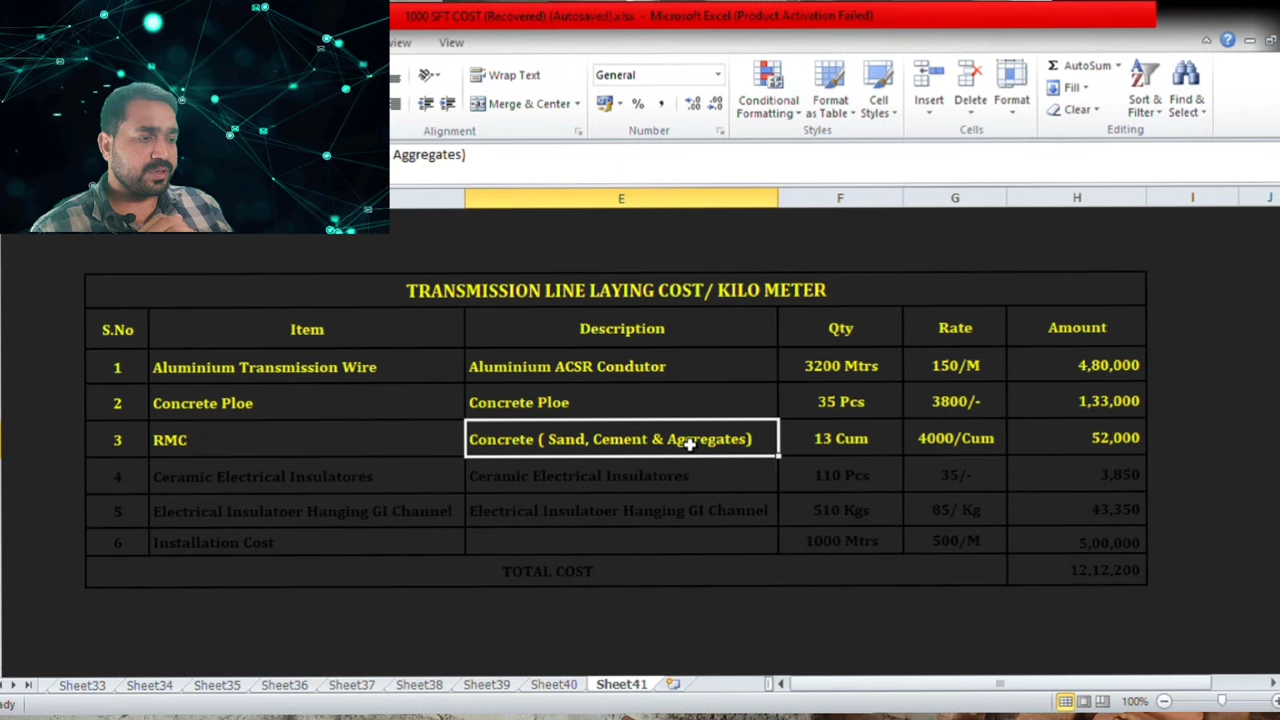 1000 SFT COST (Recovered) (Autosaved).xlsx - Microsoft Excel (Product Activation Failed)
View
Wrap Text
General
Merge & Center
Conditional Formatting
Format as Table
Cell Styles
Insert
Delete
Format
AutoSum
Fill
Clear
Sort & Filter
Find & Select
Alignment
Number
Styles
Cells
Editing
Aggregates)
E F G H I J
TRANSMISSION LINE LAYING COST/ KILO METER
S.No Item Description Qty Rate Amount
1 Aluminium Transmission Wire Aluminium ACSR Condutor 3200 Mtrs 150/M 4,80,000
2 Concrete Ploe Concrete Ploe 35 Pcs 3800/- 1,33,000
3 RMC Concrete ( Sand, Cement & Aggregates) 13 Cum 4000/Cum 52,000
4 Ceramic Electrical Insulatores Ceramic Electrical Insulatores 110 Pcs 35/- 3,850
5 Electrical Insulatoer Hanging GI Channel Electrical Insulatoer Hanging GI Channel 510 Kgs 85/ Kg 43,350
6 Installation Cost 1000 Mtrs 500/M 5,00,000
TOTAL COST 12,12,200
Sheet33 Sheet34 Sheet35 Sheet36 Sheet37 Sheet38 Sheet39 Sheet40 Sheet41
100%